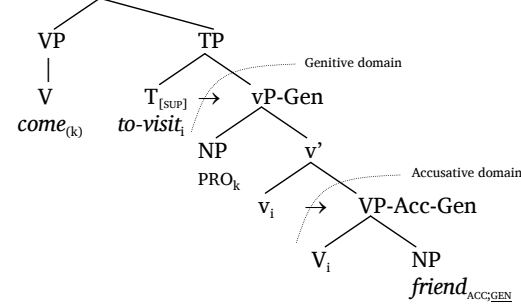 VP TP
Genitive domain
V T[SUP] → vP-Gen
come(k) to-visiti
NP v'
PROk Accusative domain
vi → VP-Acc-Gen
Vi NP
friendACC;GEN